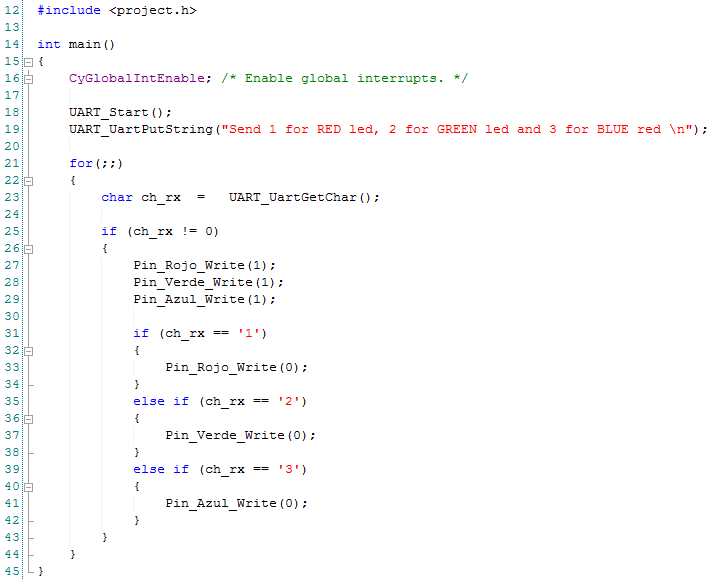 12 #include <project.h>
13
14 int main()
15 {
16     CyGlobalIntEnable; /* Enable global interrupts. */
17
18     UART_Start();
19     UART_UartPutString("Send 1 for RED led, 2 for GREEN led and 3 for BLUE red \n");
20
21     for(;;)
22     {
23         char ch_rx  =   UART_UartGetChar();
24
25         if (ch_rx != 0)
26         {
27             Pin_Rojo_Write(1);
28             Pin_Verde_Write(1);
29             Pin_Azul_Write(1);
30
31             if (ch_rx == '1')
32             {
33                 Pin_Rojo_Write(0);
34             }
35             else if (ch_rx == '2')
36             {
37                 Pin_Verde_Write(0);
38             }
39             else if (ch_rx == '3')
40             {
41                 Pin_Azul_Write(0);
42             }
43         }
44     }
45 }